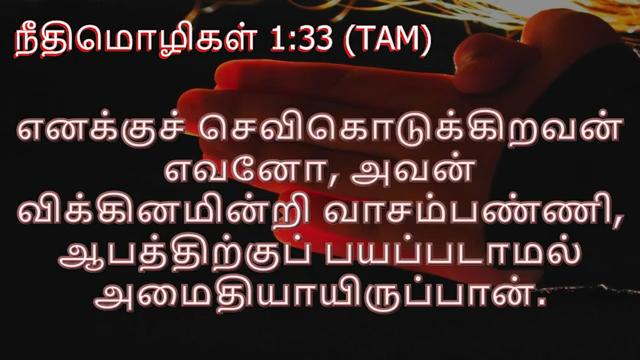 நீதிமொழிகள் 1:33 (TAM)
எனக்குச் செவிகொடுக்கிறவன்
எவனோ, அவன்
விக்கினமின்றி வாசம்பண்ணி,
ஆபத்திற்குப் பயப்படாமல்
அமைதியாயிருப்பான்.